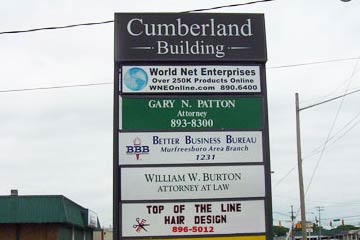 Cumberland
Building
World Net Enterprises
Over 250K Products Online
WNEOnline.com 890.6400
GARY N. PATTON
Attorney
893-8300
BBB
BETTER BUSINESS BUREAU
Murfreesboro Area Branch
1231
WILLIAM W. BURTON
ATTORNEY AT LAW
TOP OF THE LINE
HAIR DESIGN
896-5012